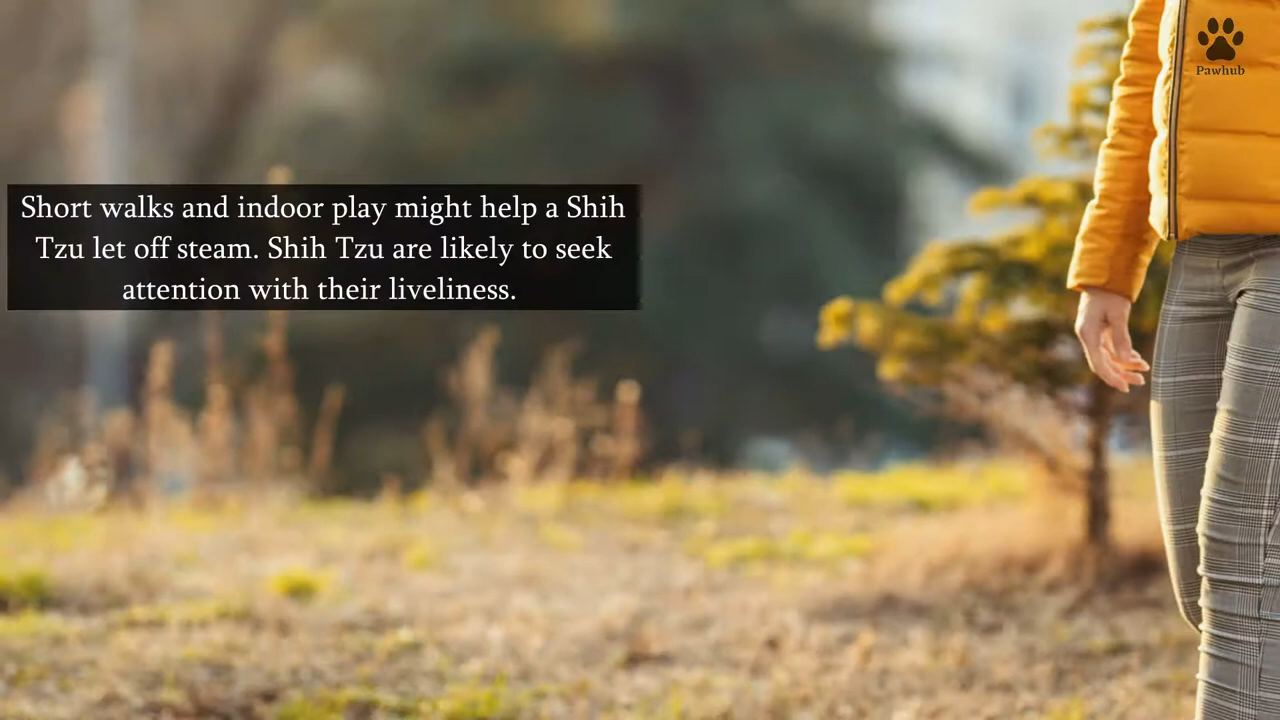 Pawhub
Short walks and indoor play might help a Shih
Tzu let off steam. Shih Tzu are likely to seek
attention with their liveliness.